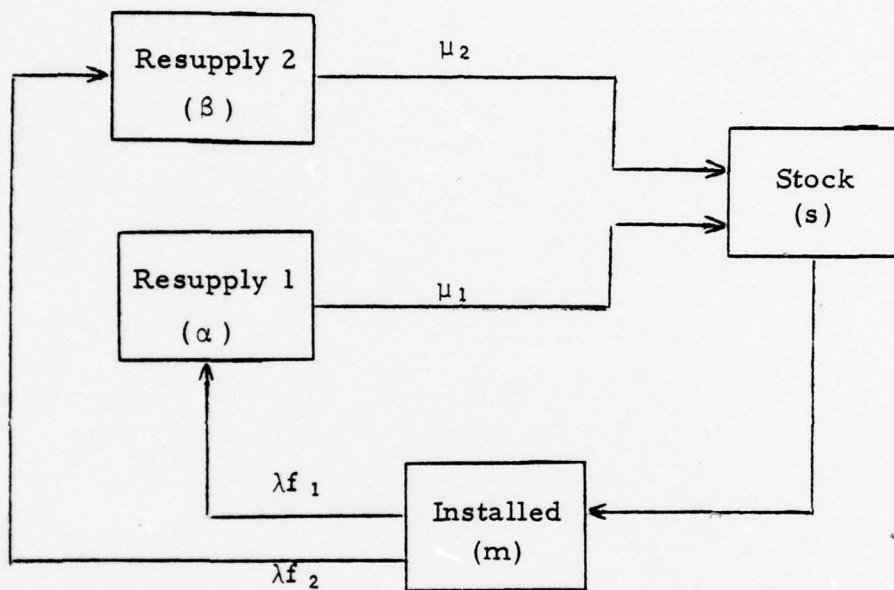 Resupply 2
(β)
μ₂
Stock
(s)
Resupply 1
(α)
μ₁
λf₁
Installed
(m)
λf₂